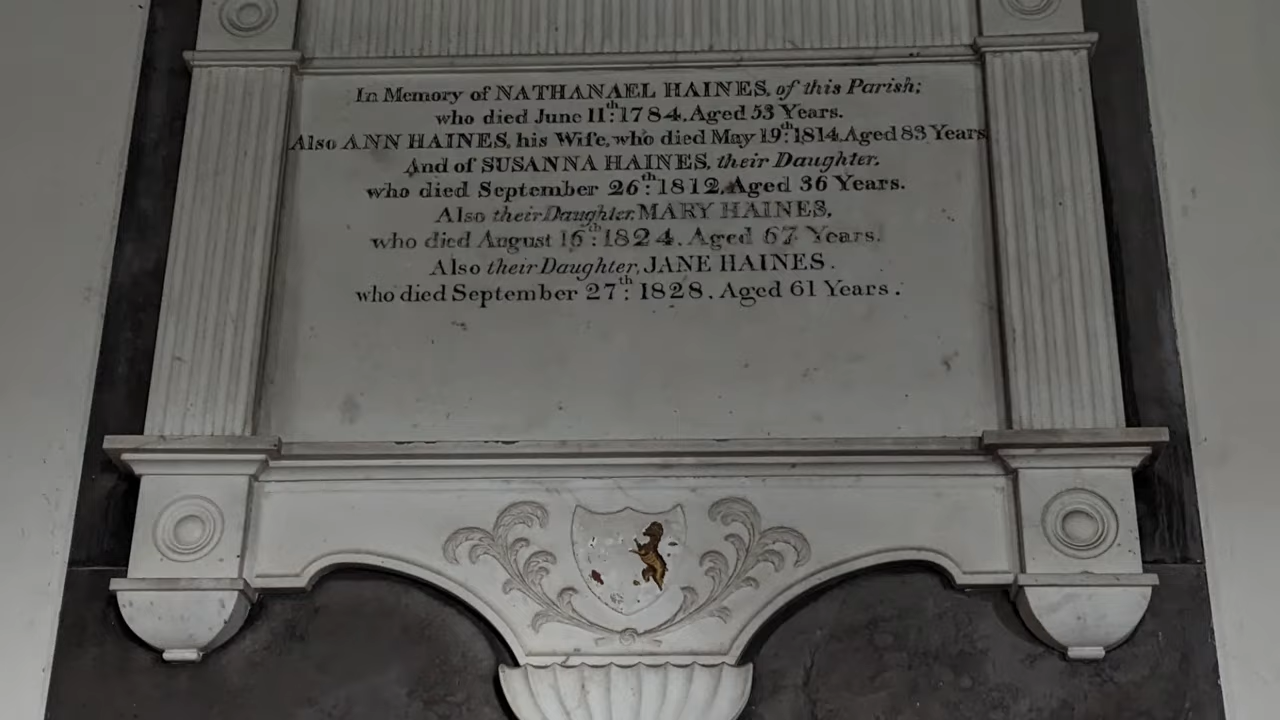 In Memory of NATHANAEL HAINES, of this Parish;
who died June 11th: 1784, Aged 53 Years.
Also ANN HAINES, his Wife, who died May 19th: 1814, Aged 83 Years
And of SUSANNA HAINES, their Daughter,
who died September 26th: 1812, Aged 36 Years.
Also their Daughter, MARY HAINES,
who died August 16th: 1824. Aged 67 Years.
Also their Daughter, JANE HAINES.
who died September 27th: 1828. Aged 61 Years.